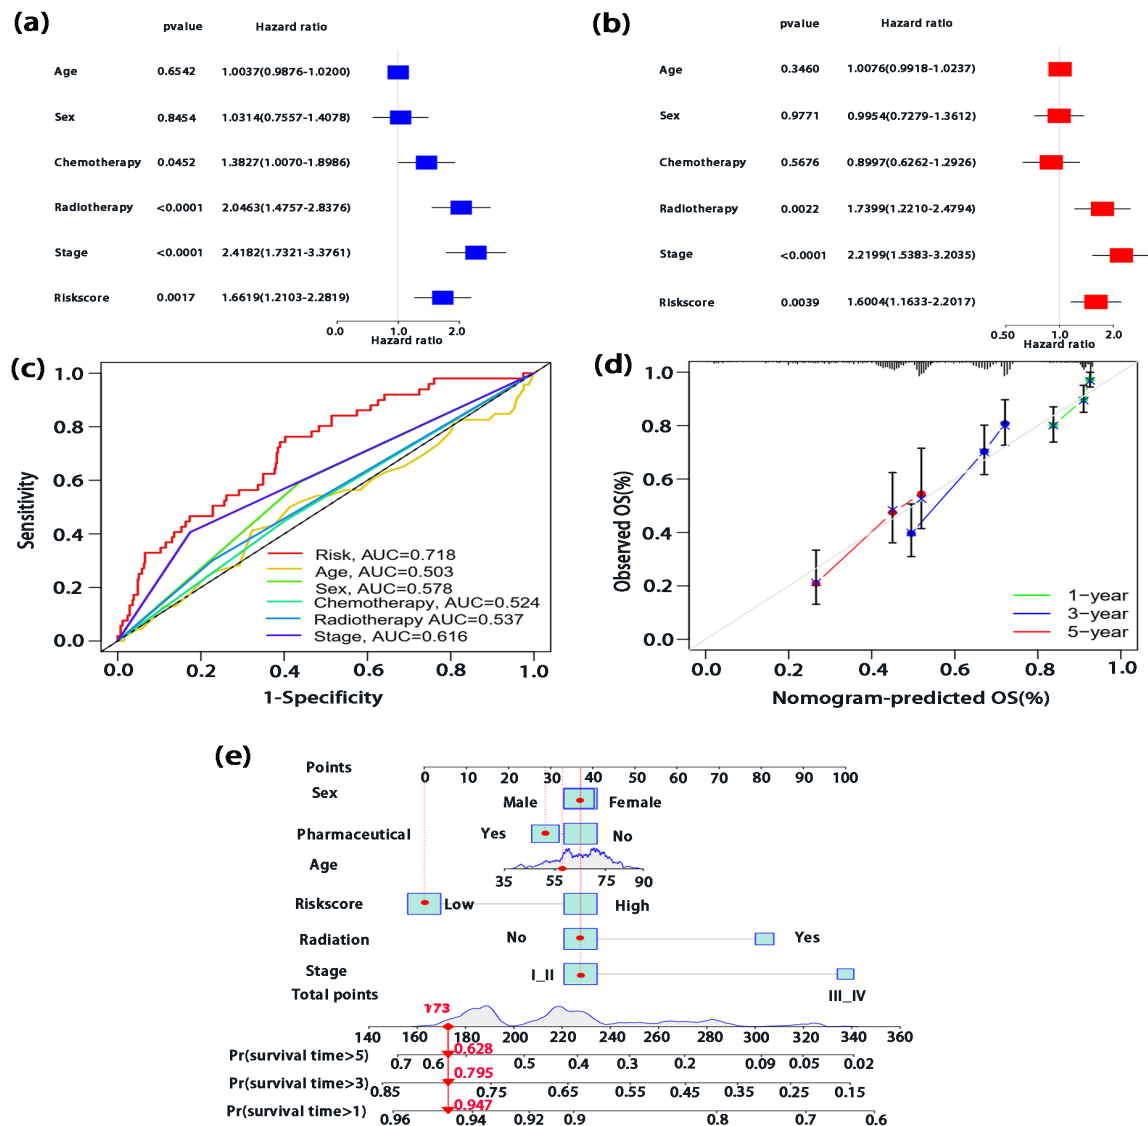 (a)
pvalue Hazard ratio
Age 0.6542 1.0037(0.9876-1.0200)
Sex 0.8454 1.0314(0.7557-1.4078)
Chemotherapy 0.0452 1.3827(1.0070-1.8986)
Radiotherapy <0.0001 2.0463(1.4757-2.8376)
Stage <0.0001 2.4182(1.7321-3.3761)
Riskscore 0.0017 1.6619(1.2103-2.2819)
0.0 1.0 2.0
Hazard ratio
(b)
pvalue Hazard ratio
Age 0.3460 1.0076(0.9918-1.0237)
Sex 0.9771 0.9954(0.7279-1.3612)
Chemotherapy 0.5676 0.8997(0.6262-1.2926)
Radiotherapy 0.0022 1.7399(1.2210-2.4794)
Stage <0.0001 2.2199(1.5383-3.2035)
Riskscore 0.0039 1.6004(1.1633-2.2017)
0.50 1.0 2.0
Hazard ratio
(c)
Sensitivity
1.0
0.8
0.6
0.4
0.2
0.0
Risk, AUC=0.718
Age, AUC=0.503
Sex, AUC=0.578
Chemotherapy, AUC=0.524
Radiotherapy AUC=0.537
Stage, AUC=0.616
0.0 0.2 0.4 0.6 0.8 1.0
1-Specificity
(d)
Observed OS(%)
1.0
0.8
0.6
0.4
0.2
0.0
1-year
3-year
5-year
0.0 0.2 0.4 0.6 0.8 1.0
Nomogram-predicted OS(%)
(e)
Points 0 10 20 30 40 50 60 70 80 90 100
Sex Male Female
Pharmaceutical Yes No
Age
35 55 75 90
Riskscore Low High
Radiation No Yes
Stage I_II III_IV
Total points
173
140 160 180 200 220 240 260 280 300 320 340 360
Pr(survival time>5) 0.628
0.7 0.6 0.5 0.4 0.3 0.2 0.09 0.05 0.02
Pr(survival time>3) 0.795
0.85 0.75 0.65 0.55 0.45 0.35 0.25 0.15
Pr(survival time>1) 0.947
0.96 0.94 0.92 0.9 0.8 0.7 0.6